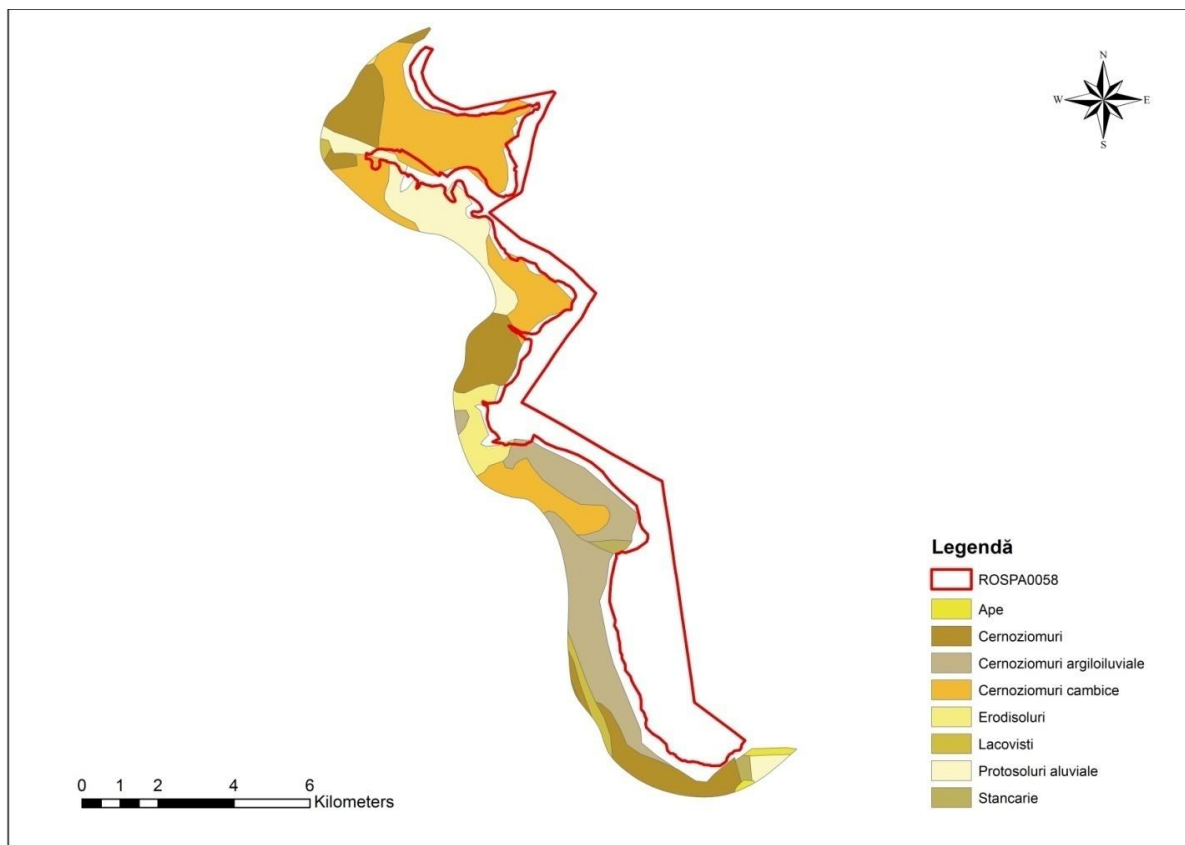 N
W E
S
Legendă
ROSPA0058
Ape
Cernoziomuri
Cernoziomuri argiloiluviale
Cernoziomuri cambice
Erodisoluri
Lacovisti
Protosoluri aluviale
Stancarie
0 1 2 4 6
Kilometers